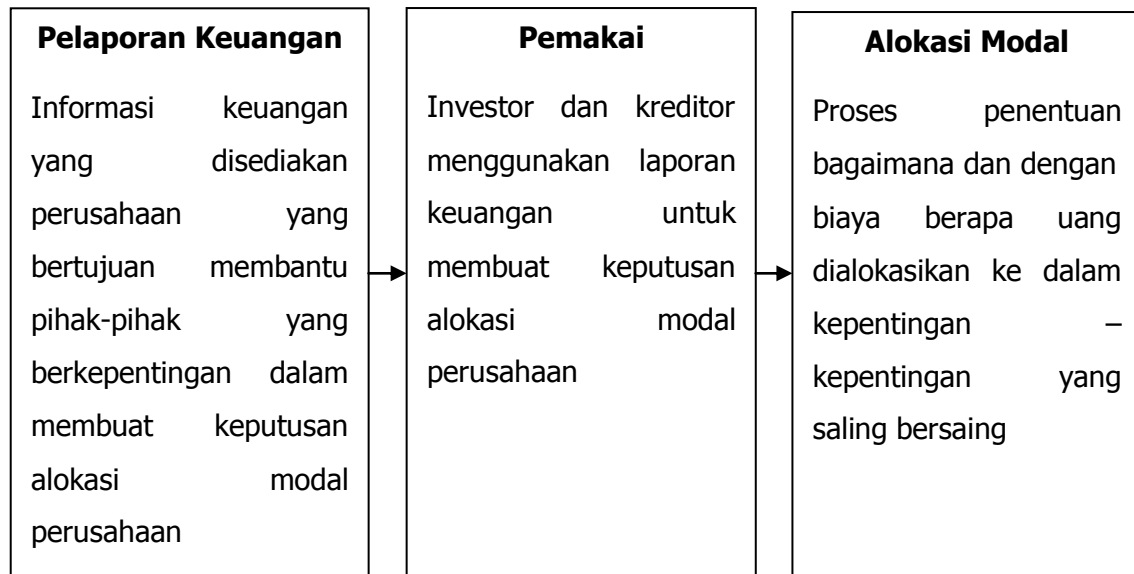 Pelaporan Keuangan
Informasi keuangan
yang disediakan
perusahaan yang
bertujuan membantu
pihak-pihak yang
berkepentingan dalam
membuat keputusan
alokasi modal
perusahaan
Pemakai
Investor dan kreditor
menggunakan laporan
keuangan untuk
membuat keputusan
alokasi modal
perusahaan
Alokasi Modal
Proses penentuan
bagaimana dan dengan
biaya berapa uang
dialokasikan ke dalam
kepentingan –
kepentingan yang
saling bersaing